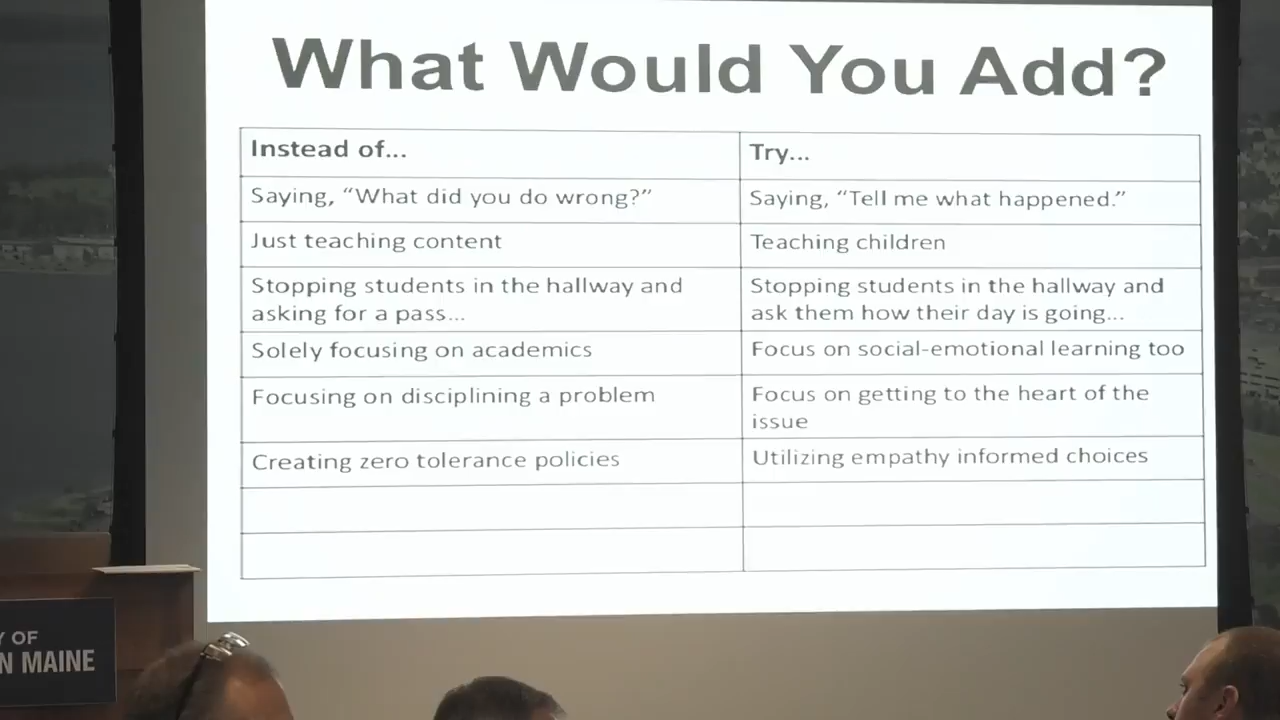 What Would You Add?
Instead of...
Try...
Saying, “What did you do wrong?”
Saying, “Tell me what happened.”
Just teaching content
Teaching children
Stopping students in the hallway and
asking for a pass...
Stopping students in the hallway and
ask them how their day is going...
Solely focusing on academics
Focus on social-emotional learning too
Focusing on disciplining a problem
Focus on getting to the heart of the
issue
Creating zero tolerance policies
Utilizing empathy informed choices
Y OF
N MAINE